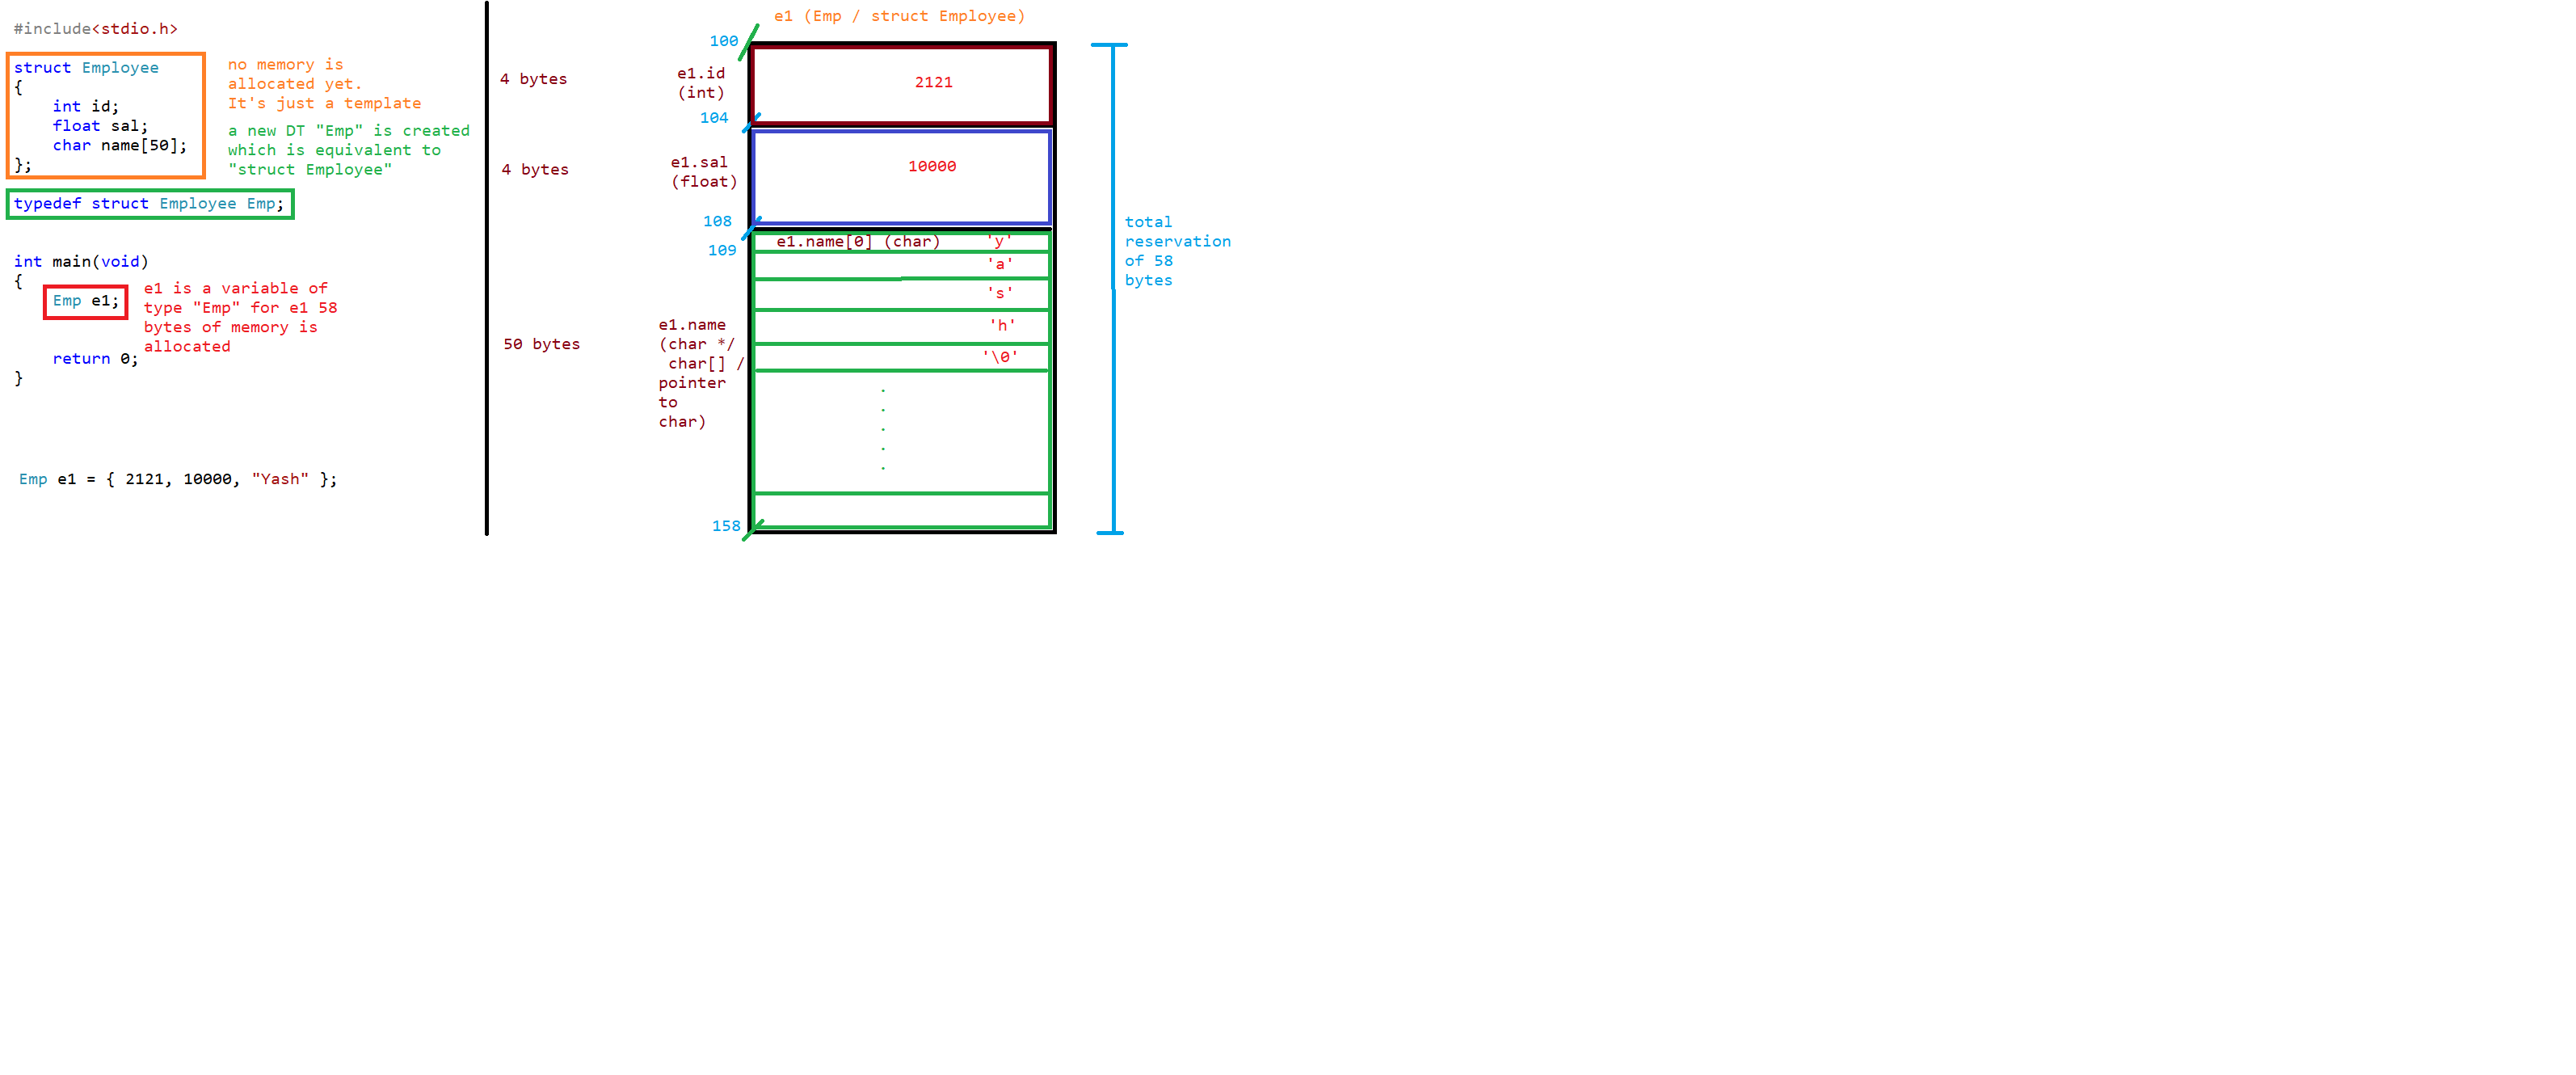 #include<stdio.h>
struct Employee
{
    int id;
    float sal;
    char name[50];
};
no memory is
allocated yet.
It's just a template
a new DT "Emp" is created
which is equivalent to
"struct Employee"
typedef struct Employee Emp;
int main(void)
{
    Emp e1;
e1 is a variable of
type "Emp" for e1 58
bytes of memory is
allocated
    return 0;
}
Emp e1 = { 2121, 10000, "Yash" };
e1 (Emp / struct Employee)
100
4 bytes
e1.id
(int)
2121
104
4 bytes
e1.sal
(float)
10000
108
109
e1.name[0] (char)
'y'
'a'
's'
'h'
'\0'
50 bytes
e1.name
(char */
 char[] /
pointer
to
char)
.
.
.
.
.
158
total
reservation
of 58
bytes